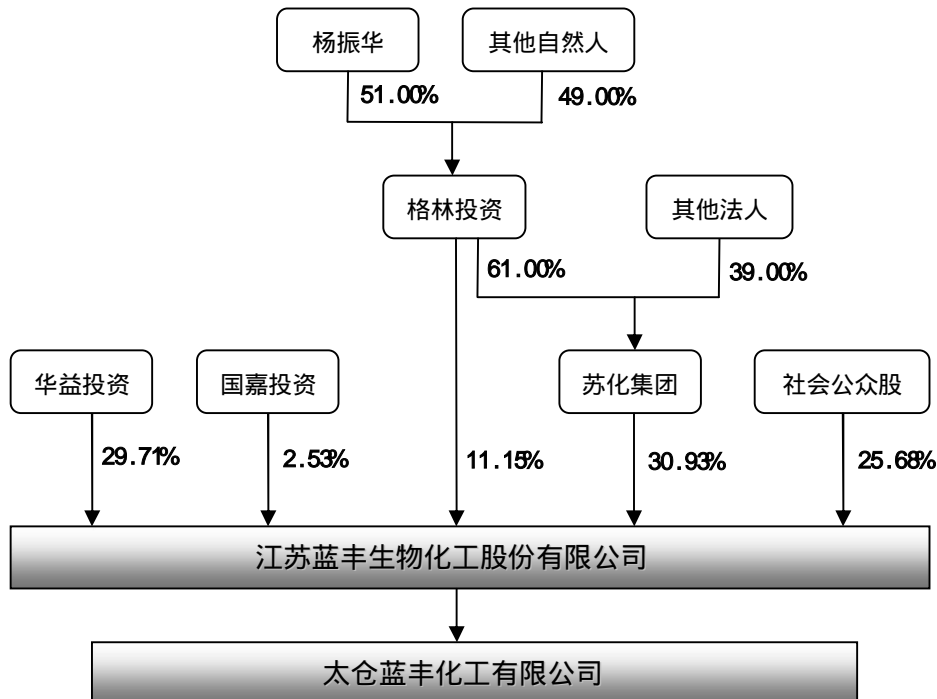 杨振华
其他自然人
51.00%
49.00%
格林投资
其他法人
61.00%
39.00%
华益投资
国嘉投资
苏化集团
社会公众股
29.71%
2.53%
11.15%
30.93%
25.68%
江苏蓝丰生物化工股份有限公司
太仓蓝丰化工有限公司